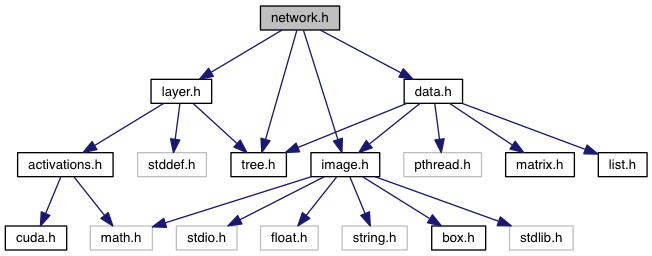 network.h
layer.h
data.h
activations.h
stddef.h
tree.h
image.h
pthread.h
matrix.h
list.h
cuda.h
math.h
stdio.h
float.h
string.h
box.h
stdlib.h